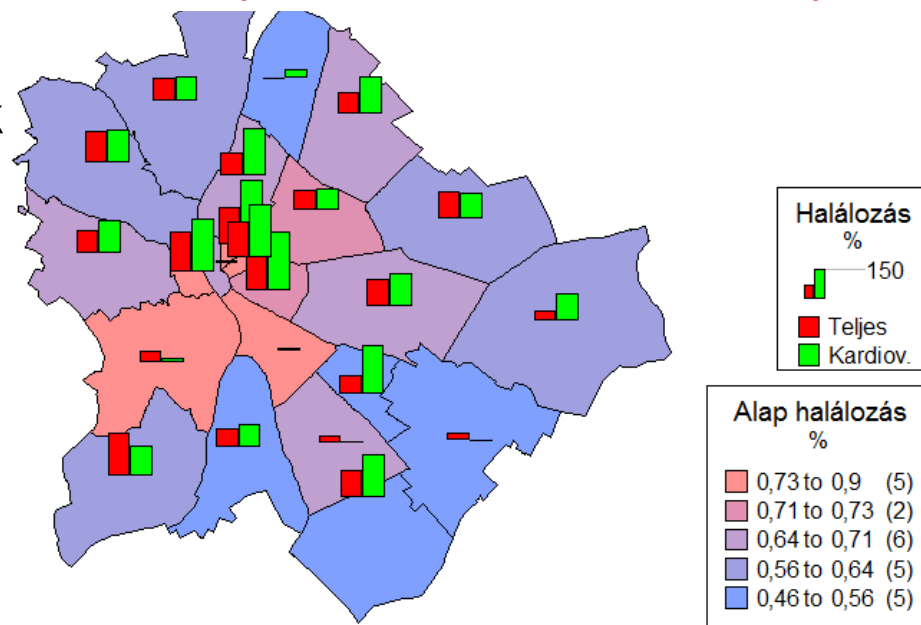 Halálozás
%
150
Teljes
Kardiov.
Alap halálozás
%
0,73 to 0,9 (5)
0,71 to 0,73 (2)
0,64 to 0,71 (6)
0,56 to 0,64 (5)
0,46 to 0,56 (5)